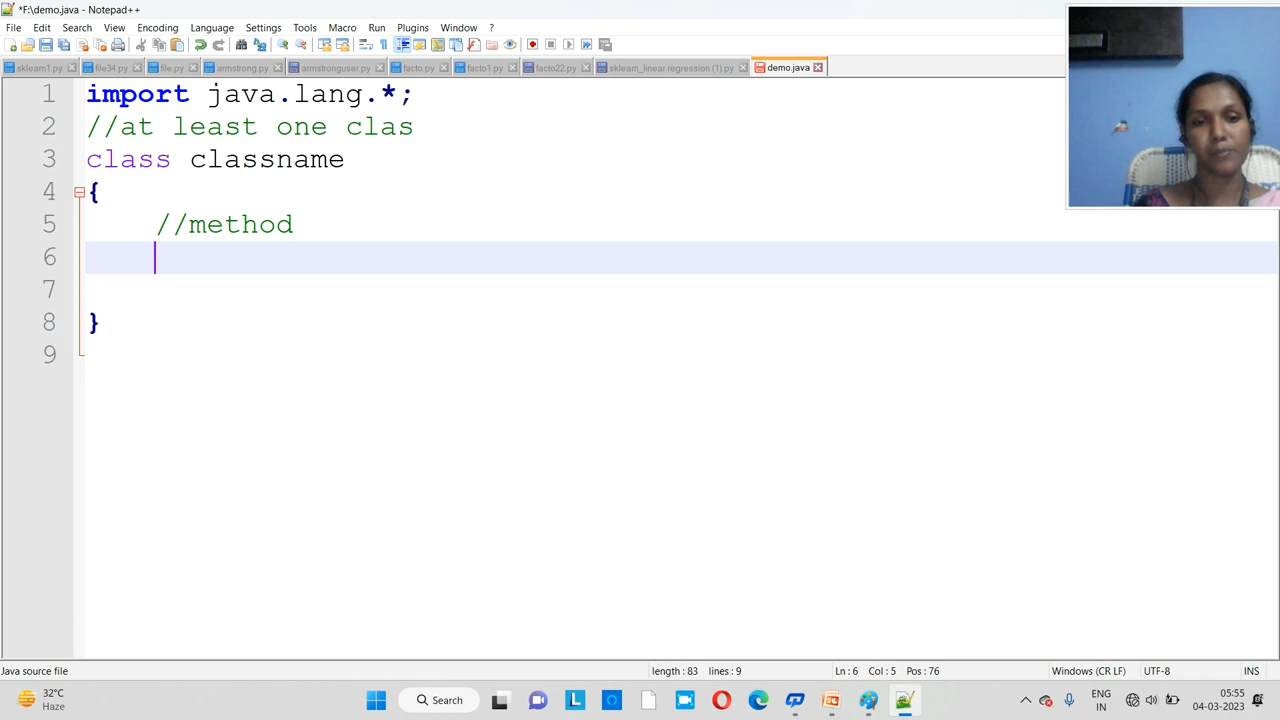 *F:\demo.java - Notepad++
File Edit Search View Encoding Language Settings Tools Macro Run Plugins Window ?
sklearn1.py file34.py file.py armstrong.py armstronguser.py facto.py facto1.py facto22.py sklearn_linear regression (1).py demo.java
1 import java.lang.*;
2 //at least one clas
3 class classname
4 {
5 //method
6
7
8 }
9
Java source file length : 83 lines : 9 Ln : 6 Col : 5 Pos : 76 Windows (CR LF) UTF-8 INS
32°C
Haze
Search
ENG
IN
05:55
04-03-2023